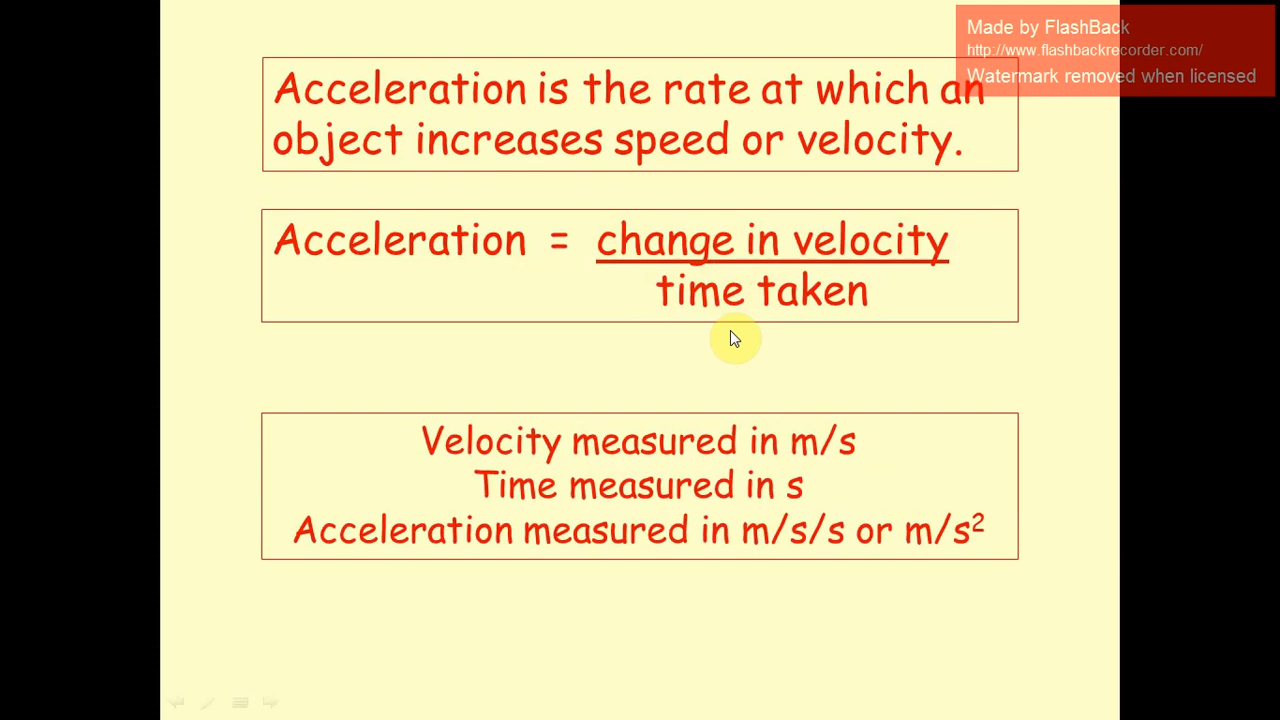 Made by FlashBack
http://www.flashbackrecorder.com/
Watermark removed when licensed
Acceleration is the rate at which an
object increases speed or velocity.
Acceleration = change in velocity
time taken
Velocity measured in m/s
Time measured in s
Acceleration measured in m/s/s or m/s²